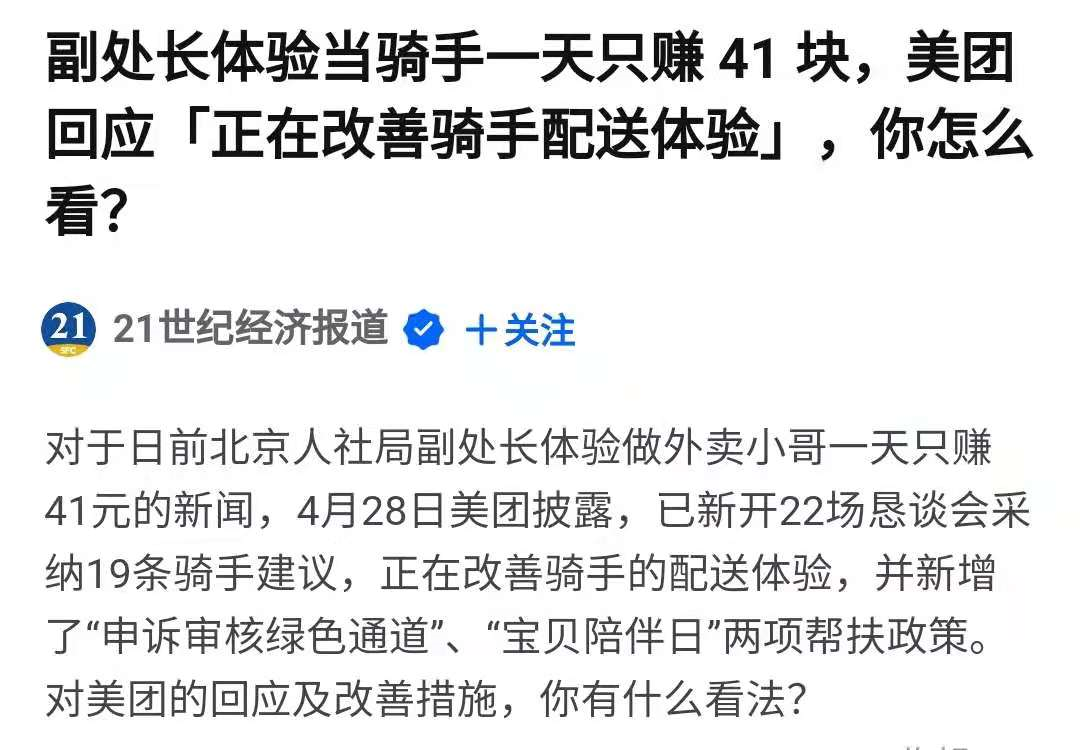 副处长体验当骑手一天只赚 41 块，美团
回应「正在改善骑手配送体验」，你怎么
看？
21
SFC
21世纪经济报道
＋关注
对于日前北京人社局副处长体验做外卖小哥一天只赚
41元的新闻，4月28日美团披露，已新开22场恳谈会采
纳19条骑手建议，正在改善骑手的配送体验，并新增
了“申诉审核绿色通道”、“宝贝陪伴日”两项帮扶政策。
对美团的回应及改善措施，你有什么看法？